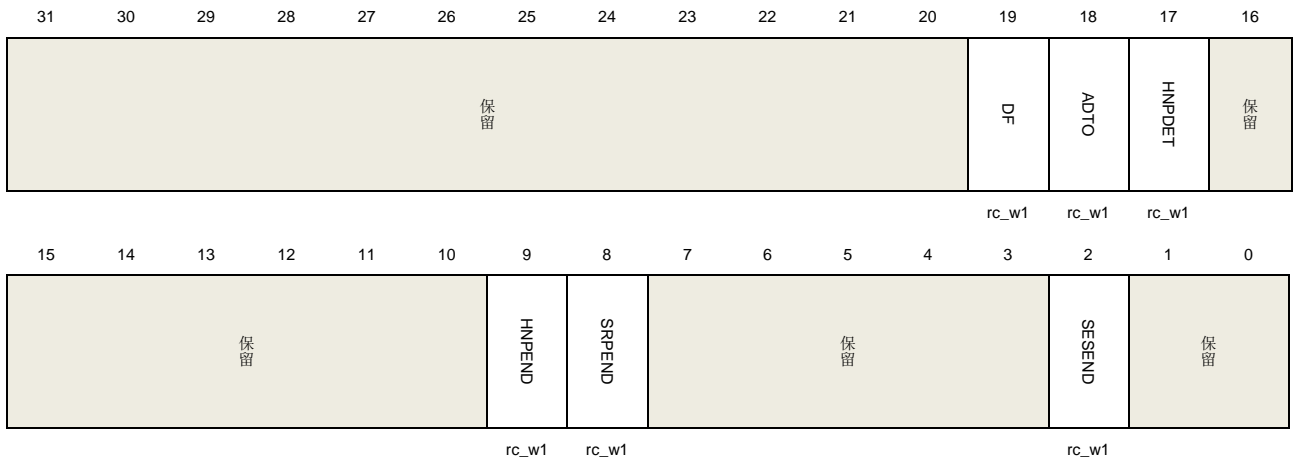 31 30 29 28 27 26 25 24 23 22 21 20 19 18 17 16
保留 DF ADTO HNPDET 保留
rc_w1 rc_w1 rc_w1
15 14 13 12 11 10 9 8 7 6 5 4 3 2 1 0
保留 HNPEND SRPEND 保留 SESEND 保留
rc_w1 rc_w1 rc_w1